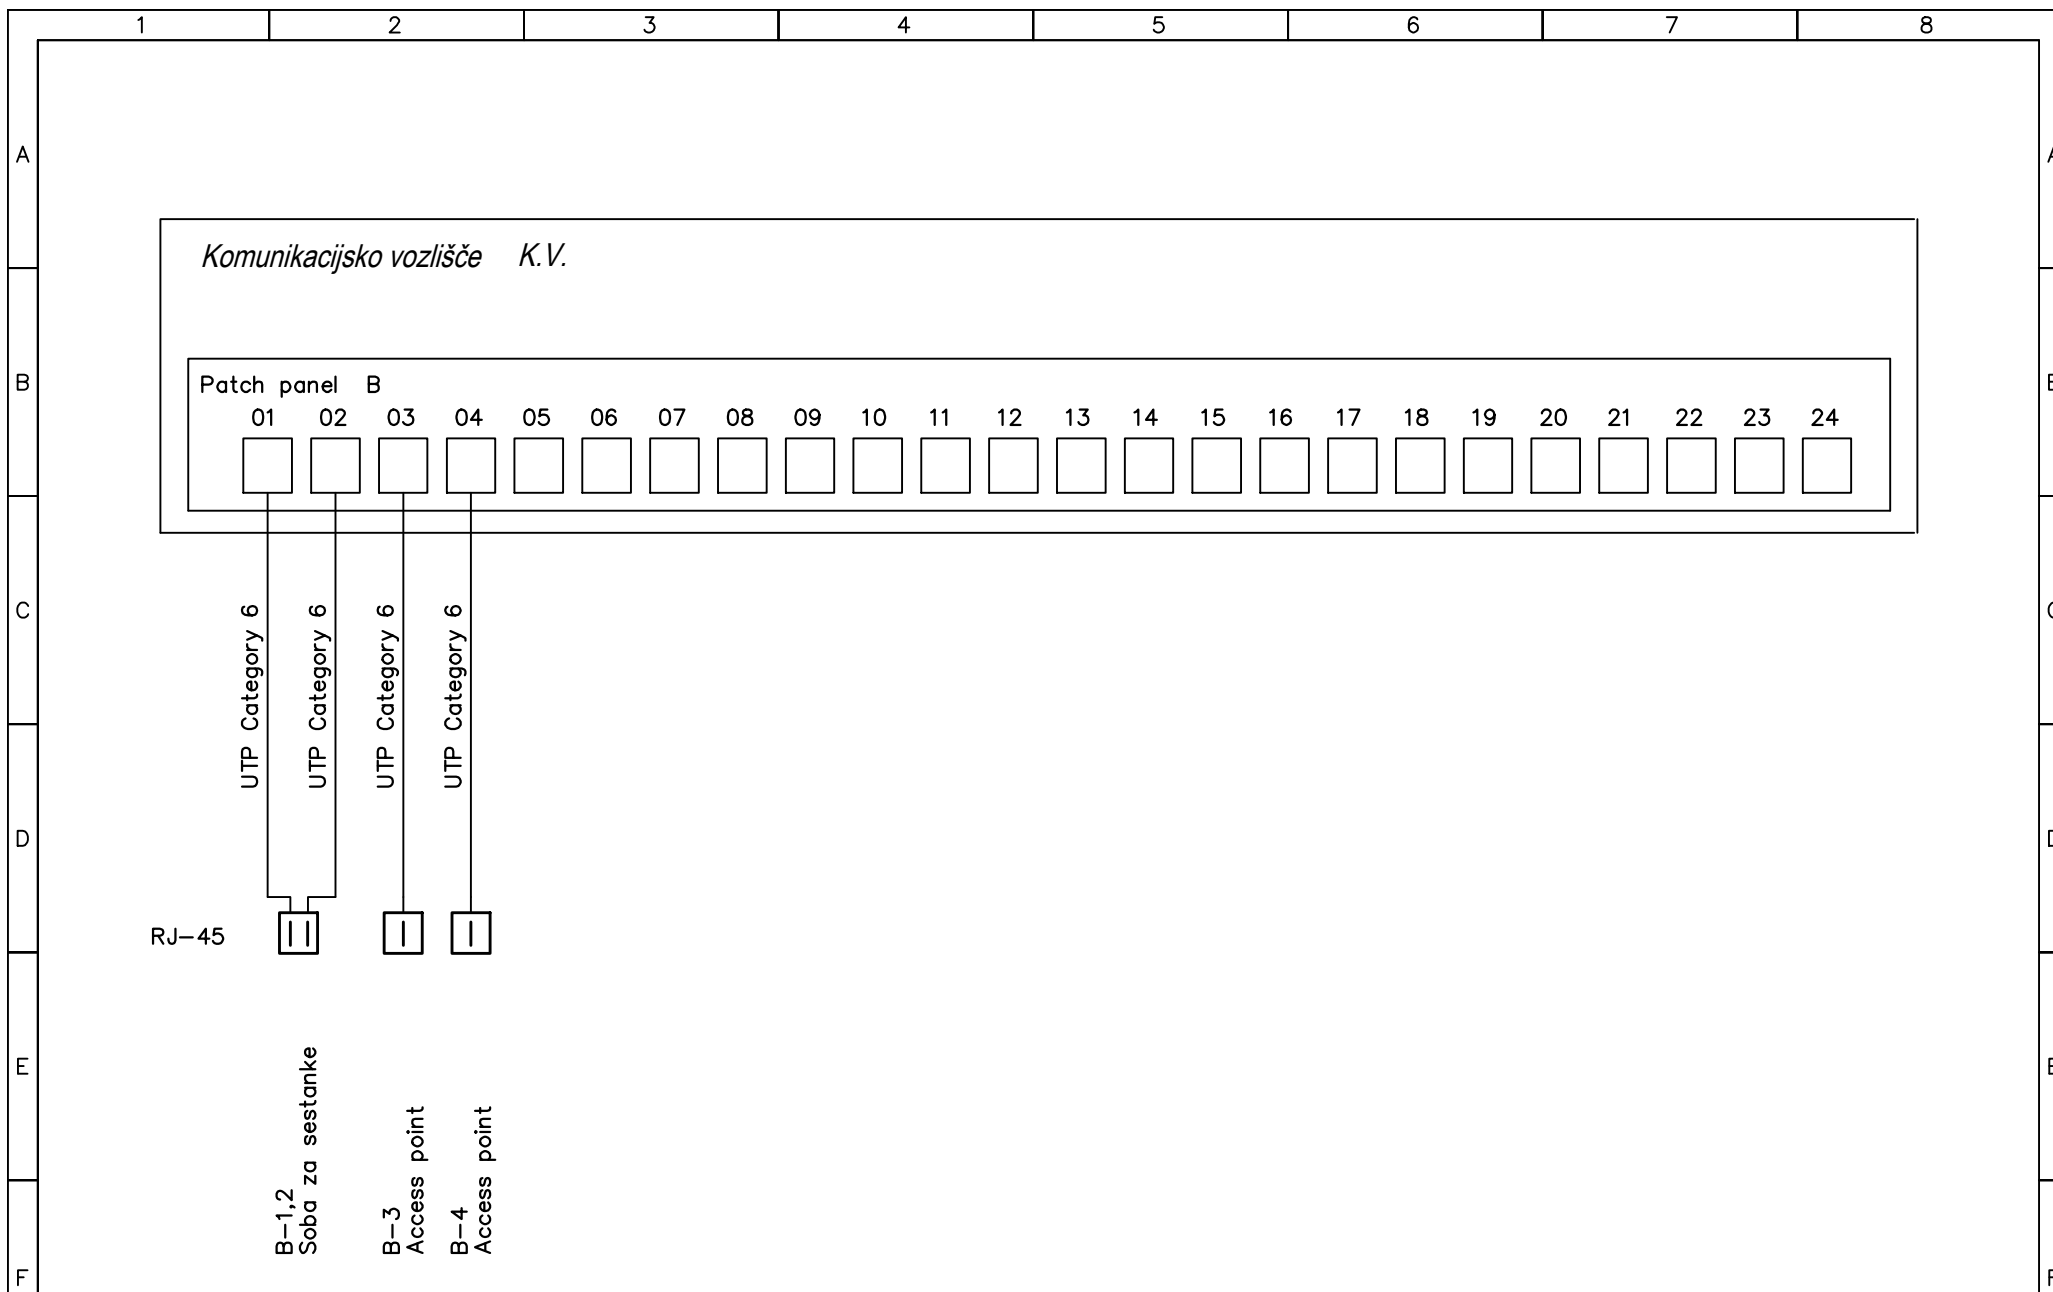 1 2 3 4 5 6 7 8
A A
Komunikacijsko vozlišče K.V.
B B
Patch panel B
01 02 03 04 05 06 07 08 09 10 11 12 13 14 15 16 17 18 19 20 21 22 23 24
C C
UTP Category 6
UTP Category 6
UTP Category 6
UTP Category 6
D D
RJ-45
E E
B-1,2
Soba za sestanke
B-3
Access point
B-4
Access point
F F